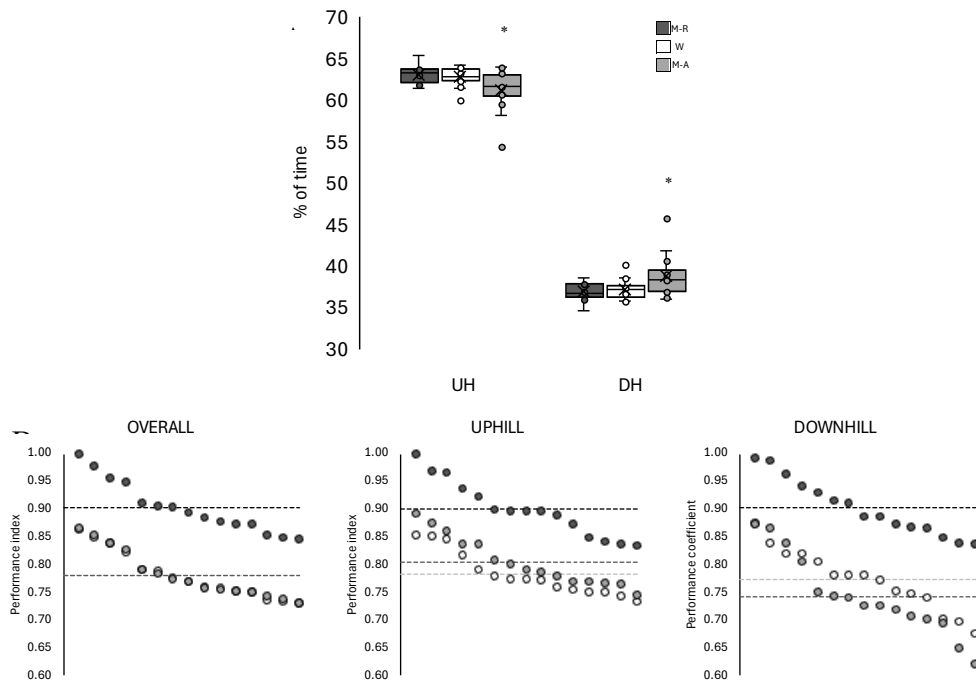 70
*
M-R
65
W
M-A
60
55
% of time
50
*
45
40
35
30
UH DH
OVERALL UPHILL DOWNHILL
1.00 1.00 1.00
0.95 0.95 0.95
0.90 0.90 0.90
0.85 0.85 0.85
0.80 0.80 0.80
Performance index Performance index Performance coefficient
0.75 0.75 0.75
0.70 0.70 0.70
0.65 0.65 0.65
0.60 0.60 0.60